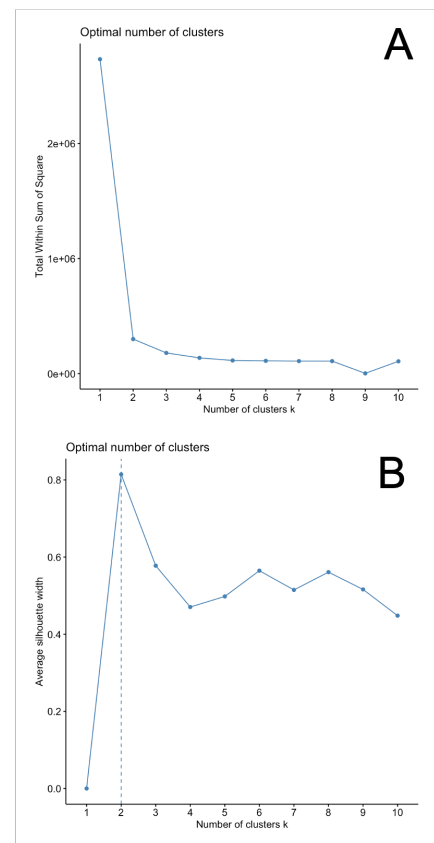 Optimal number of clusters
A
Total Within Sum of Square
2e+06
1e+06
0e+00
1 2 3 4 5 6 7 8 9 10
Number of clusters k
Optimal number of clusters
B
Average silhouette width
0.8
0.6
0.4
0.2
0.0
1 2 3 4 5 6 7 8 9 10
Number of clusters k